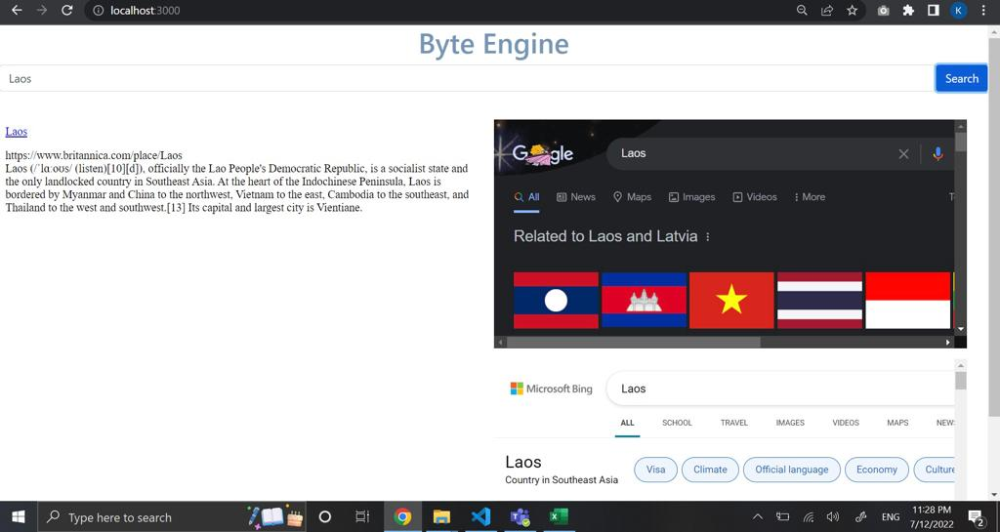 localhost:3000
K
Byte Engine
Laos
Search
Laos
https://www.britannica.com/place/Laos
Laos (/ˈlɑːoʊs/ (listen)[10][d]), officially the Lao People's Democratic Republic, is a socialist state and
the only landlocked country in Southeast Asia. At the heart of the Indochinese Peninsula, Laos is
bordered by Myanmar and China to the northwest, Vietnam to the east, Cambodia to the southeast, and
Thailand to the west and southwest.[13] Its capital and largest city is Vientiane.
Google
Laos
All News Maps Images Videos More T
Related to Laos and Latvia
Microsoft Bing
Laos
ALL SCHOOL TRAVEL IMAGES VIDEOS MAPS NEWS
Laos
Country in Southeast Asia
Visa Climate Official language Economy Culture
Type here to search
ENG
11:28 PM
7/12/2022
2